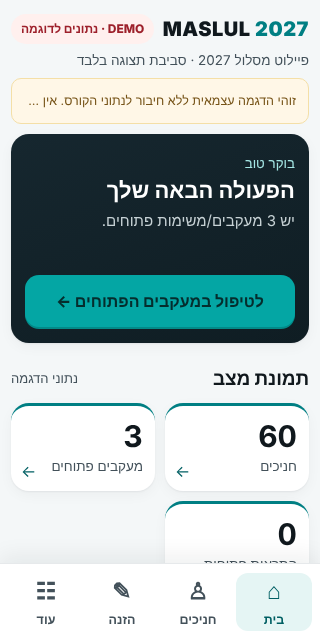 MASLUL 2027
DEMO · נתונים לדוגמה
פיילוט מסלול 2027 · סביבת תצוגה בלבד
זוהי הדגמה עצמאית ללא חיבור לנתוני הקורס. אין ...
בוקר טוב
הפעולה הבאה שלך
יש 3 מעקבים/משימות פתוחים.
לטיפול במעקבים הפתוחים ←
תמונת מצב
נתוני הדגמה
60
חניכים
←
3
מעקבים פתוחים
←
0
בית
חניכים
הזנה
עוד